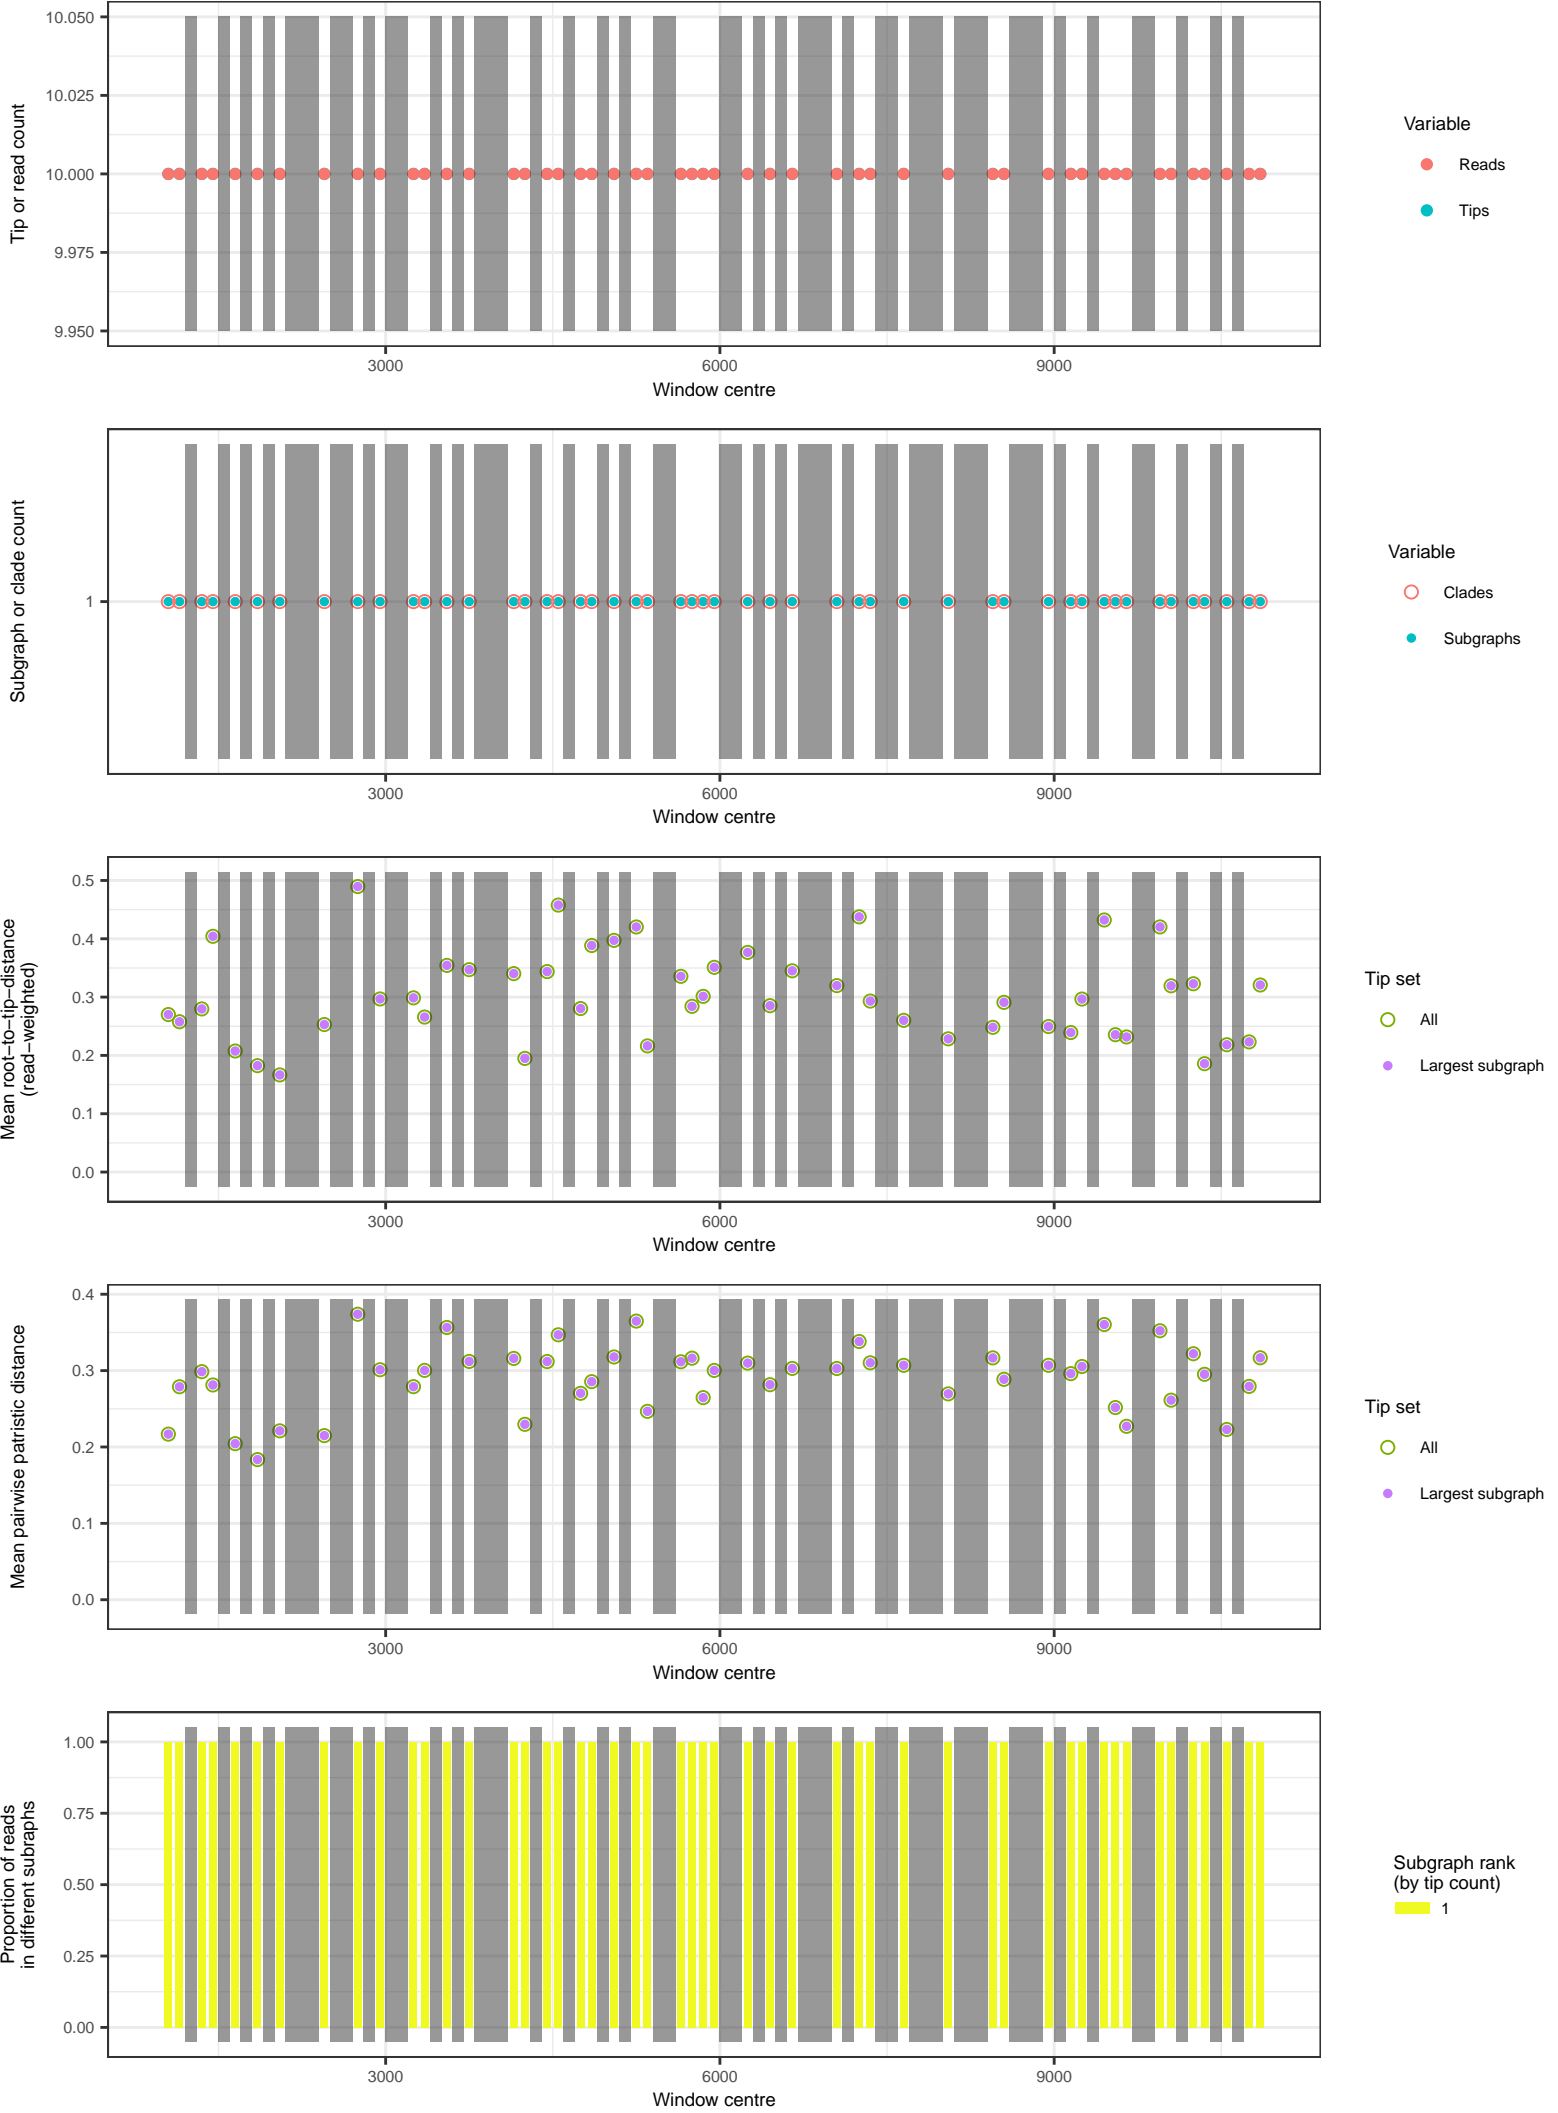 10.050
10.025
10.000
9.975
9.950
Tip or read count
3000
6000
9000
Window centre
Variable
Reads
Tips
1
Subgraph or clade count
3000
6000
9000
Window centre
Variable
Clades
Subgraphs
0.5
0.4
0.3
0.2
0.1
0.0
Mean root−to−tip−distance
(read−weighted)
3000
6000
9000
Window centre
Tip set
All
Largest subgraph
0.4
0.3
0.2
0.1
0.0
Mean pairwise patristic distance
3000
6000
9000
Window centre
Tip set
All
Largest subgraph
1.00
0.75
0.50
0.25
0.00
Proportion of reads
in different subraphs
3000
6000
9000
Window centre
Subgraph rank
(by tip count)
1